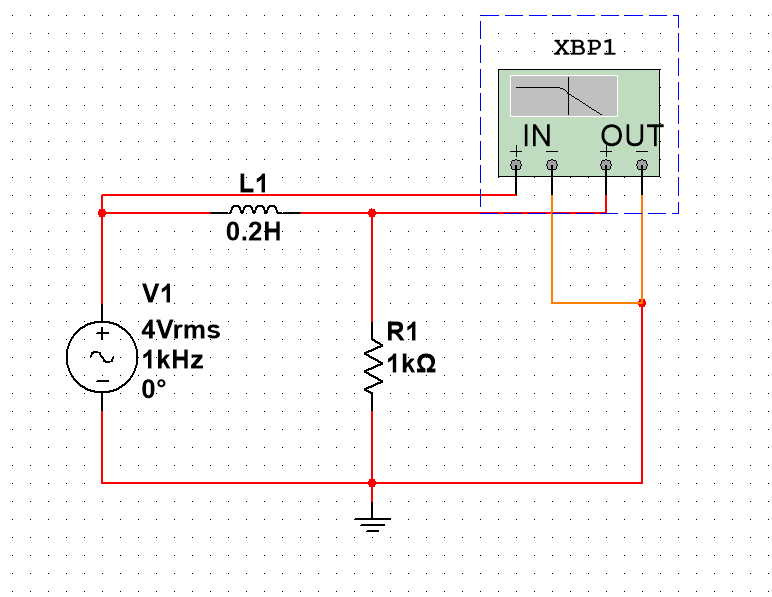 XBP1
IN OUT
+ − + −
L1
0.2H
V1
4Vrms
1kHz
0°
+
−
R1
1kΩ